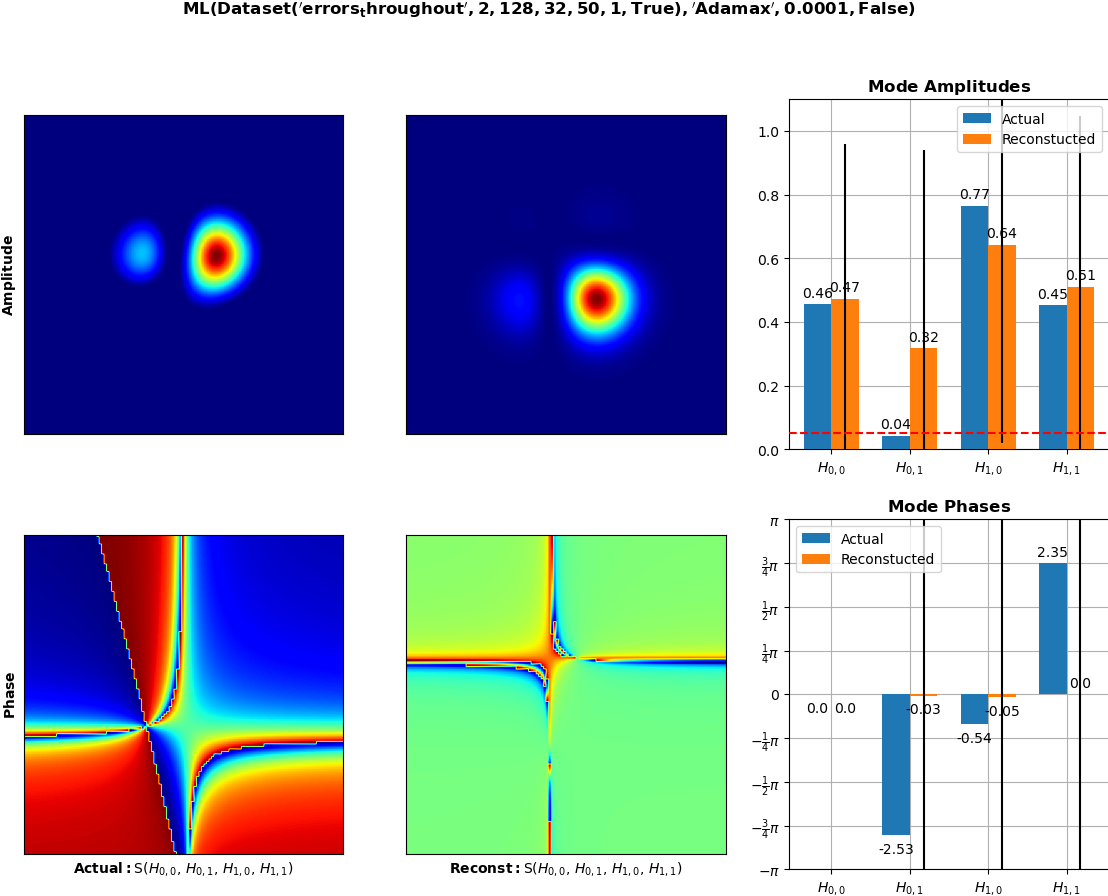 ML(Dataset('errors_throughout', 2, 128, 32, 50, 1, True), 'Adamax', 0.0001, False)
Mode Amplitudes
Amplitude
Actual
Reconstucted
1.0
0.8
0.6
0.4
0.2
0.0
0.46
0.47
0.04
0.32
0.77
0.64
0.45
0.51
H0,0
H0,1
H1,0
H1,1
Mode Phases
Phase
Actual
Reconstucted
π
3/4π
1/2π
1/4π
0
−1/4π
−1/2π
−3/4π
−π
0.0
0.0
-2.53
-0.03
-0.54
-0.05
2.35
0.0
H0,0
H0,1
H1,0
H1,1
Actual: S(H0,0, H0,1, H1,0, H1,1)
Reconst: S(H0,0, H0,1, H1,0, H1,1)